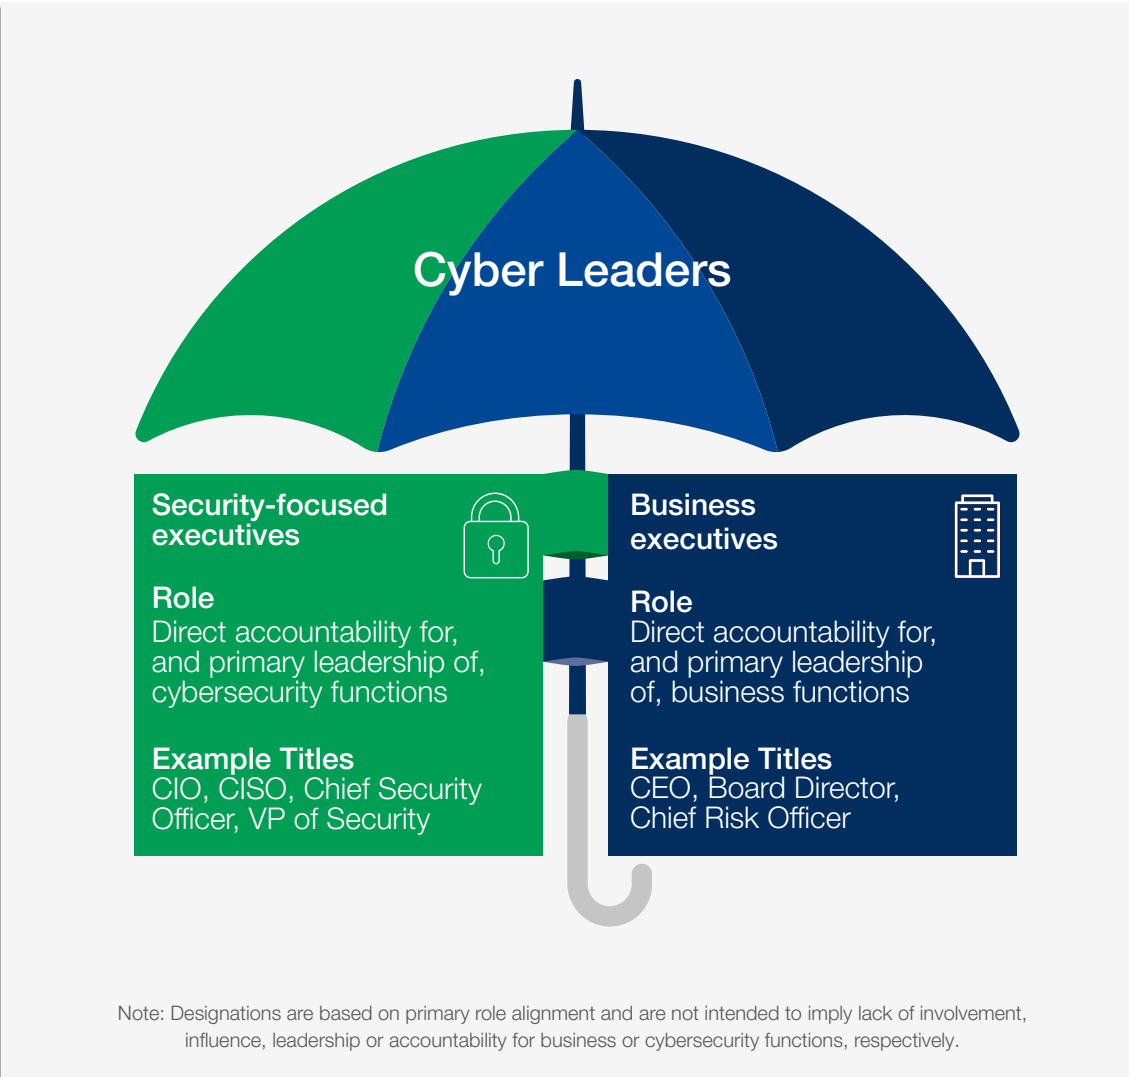 Cyber Leaders
Security-focused
executives
Role
Direct accountability for,
and primary leadership of,
cybersecurity functions
Example Titles
CIO, CISO, Chief Security
Officer, VP of Security
Business
executives
Role
Direct accountability for,
and primary leadership
of, business functions
Example Titles
CEO, Board Director,
Chief Risk Officer
Note: Designations are based on primary role alignment and are not intended to imply lack of involvement,
influence, leadership or accountability for business or cybersecurity functions, respectively.